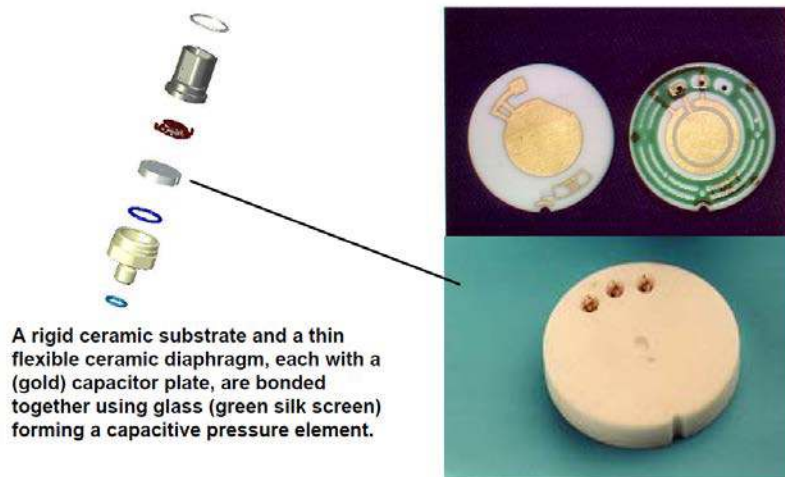 A rigid ceramic substrate and a thin
flexible ceramic diaphragm, each with a
(gold) capacitor plate, are bonded
together using glass (green silk screen)
forming a capacitive pressure element.